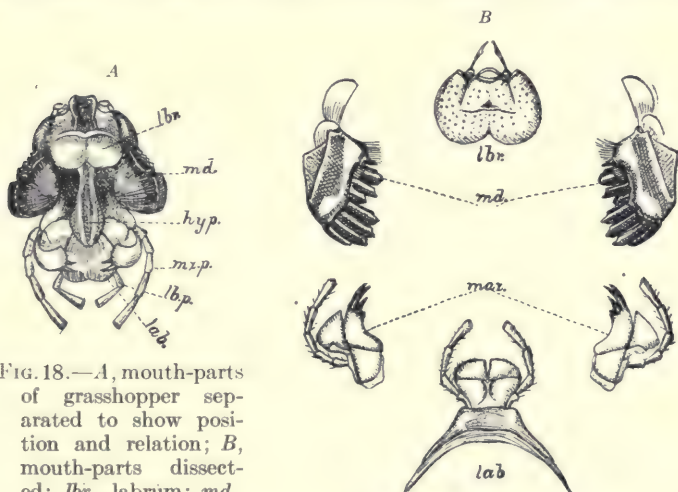 A
lbr.
md.
hyp.
mx.p.
lb.p.
lab.
B
lbr.
md.
max.
lab
FIG. 18.—A, mouth-parts
of grasshopper sep-
arated to show posi-
tion and relation; B,
mouth-parts dissect-
ed; lbr. labrum; md.